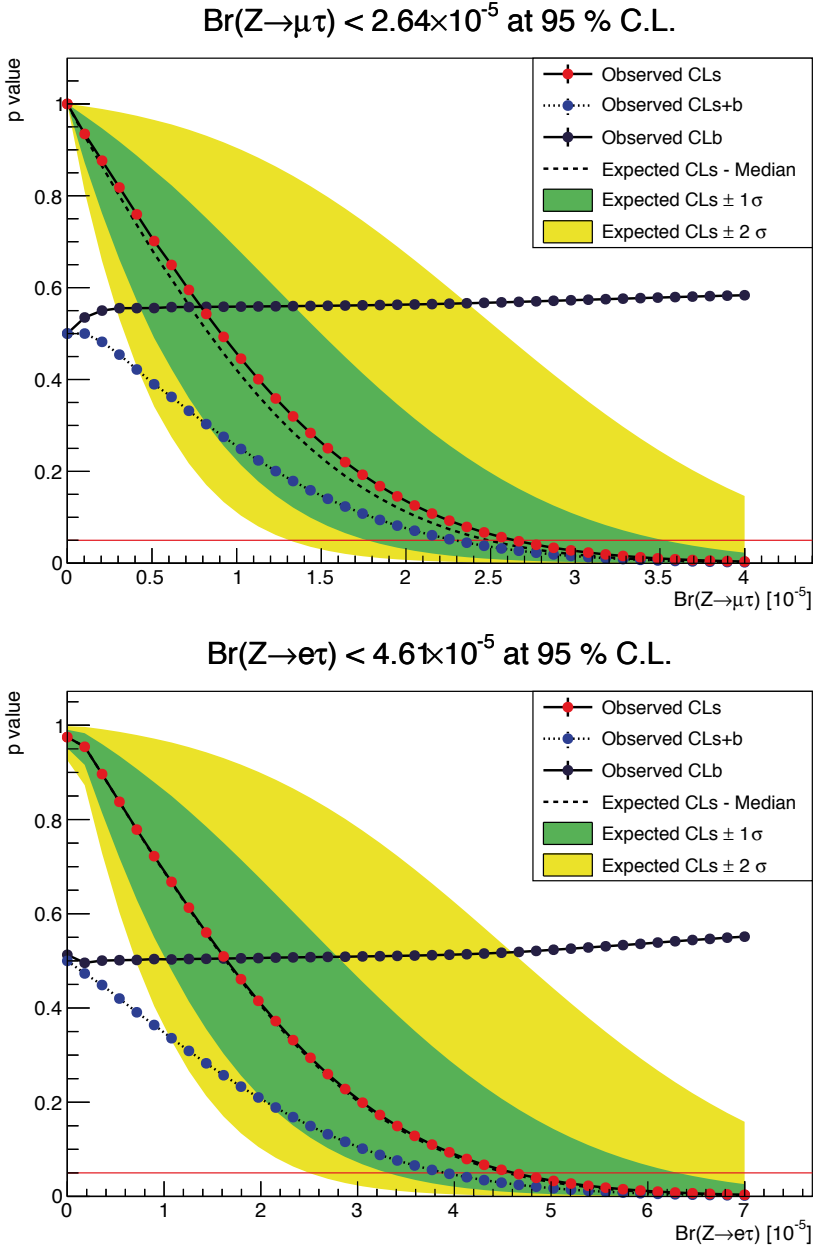 Br(Z→μτ) < 2.64×10⁻⁵ at 95 % C.L.
p value
Observed CLs
Observed CLs+b
Observed CLb
Expected CLs - Median
Expected CLs ± 1σ
Expected CLs ± 2 σ
1
0.8
0.6
0.4
0.2
0
0 0.5 1 1.5 2 2.5 3 3.5 4
Br(Z→μτ) [10⁻⁵]
Br(Z→eτ) < 4.61×10⁻⁵ at 95 % C.L.
p value
Observed CLs
Observed CLs+b
Observed CLb
Expected CLs - Median
Expected CLs ± 1σ
Expected CLs ± 2 σ
1
0.8
0.6
0.4
0.2
0
0 1 2 3 4 5 6 7
Br(Z→eτ) [10⁻⁵]